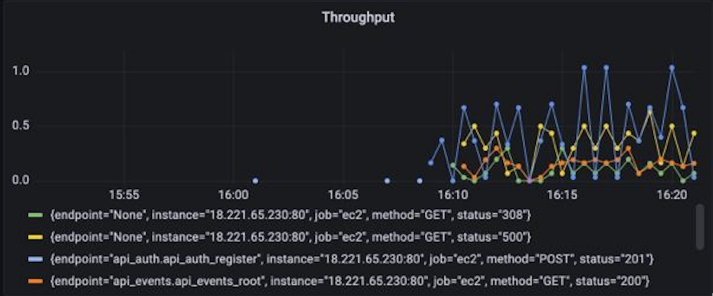 Throughput
1.0
0.5
0.0
15:55 16:00 16:05 16:10 16:15 16:20
{endpoint="None", instance="18.221.65.230:80", job="ec2", method="GET", status="308"}
{endpoint="None", instance="18.221.65.230:80", job="ec2", method="GET", status="500"}
{endpoint="api_auth.api_auth_register", instance="18.221.65.230:80", job="ec2", method="POST", status="201"}
{endpoint="api_events.api_events_root", instance="18.221.65.230:80", job="ec2", method="GET", status="200"}